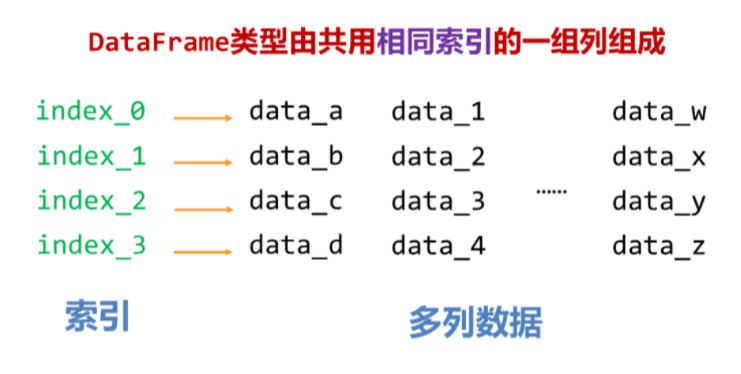 DataFrame类型由共用相同索引的一组列组成
index_0 data_a data_1 data_w
index_1 data_b data_2 data_x
index_2 data_c data_3 …… data_y
index_3 data_d data_4 data_z
索引 多列数据